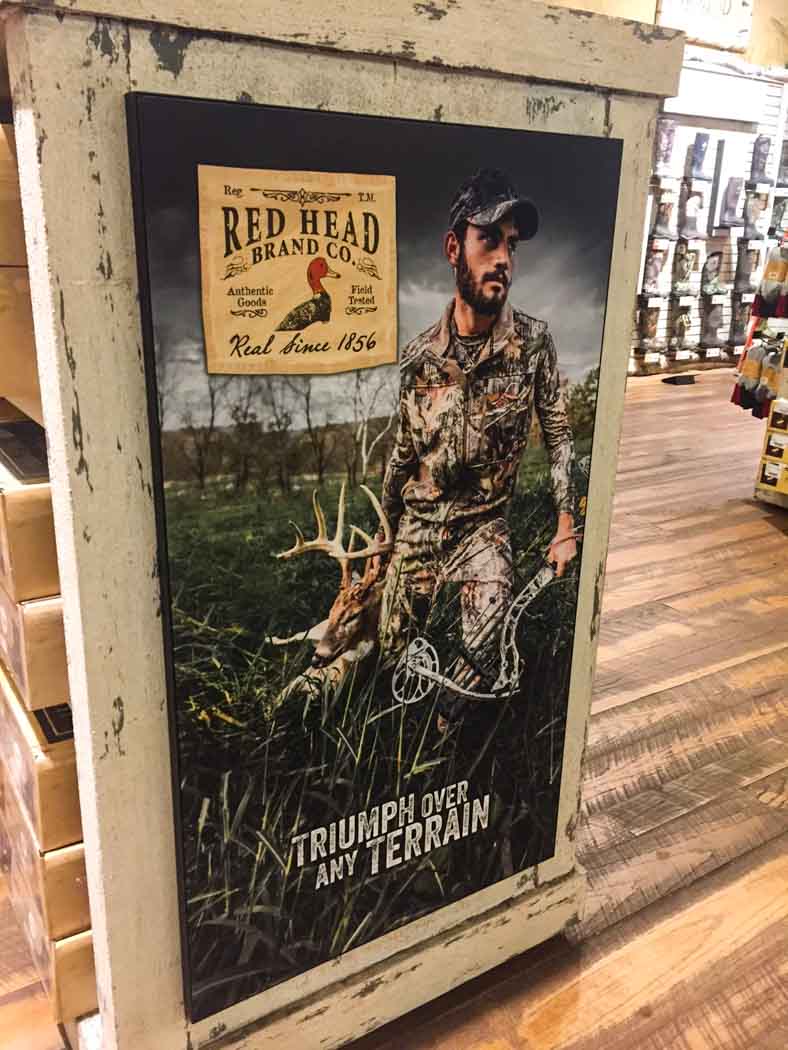 Reg. T.M.
RED HEAD
BRAND CO.
Authentic Goods
Field Tested
Real Since 1856
TRIUMPH OVER
ANY TERRAIN